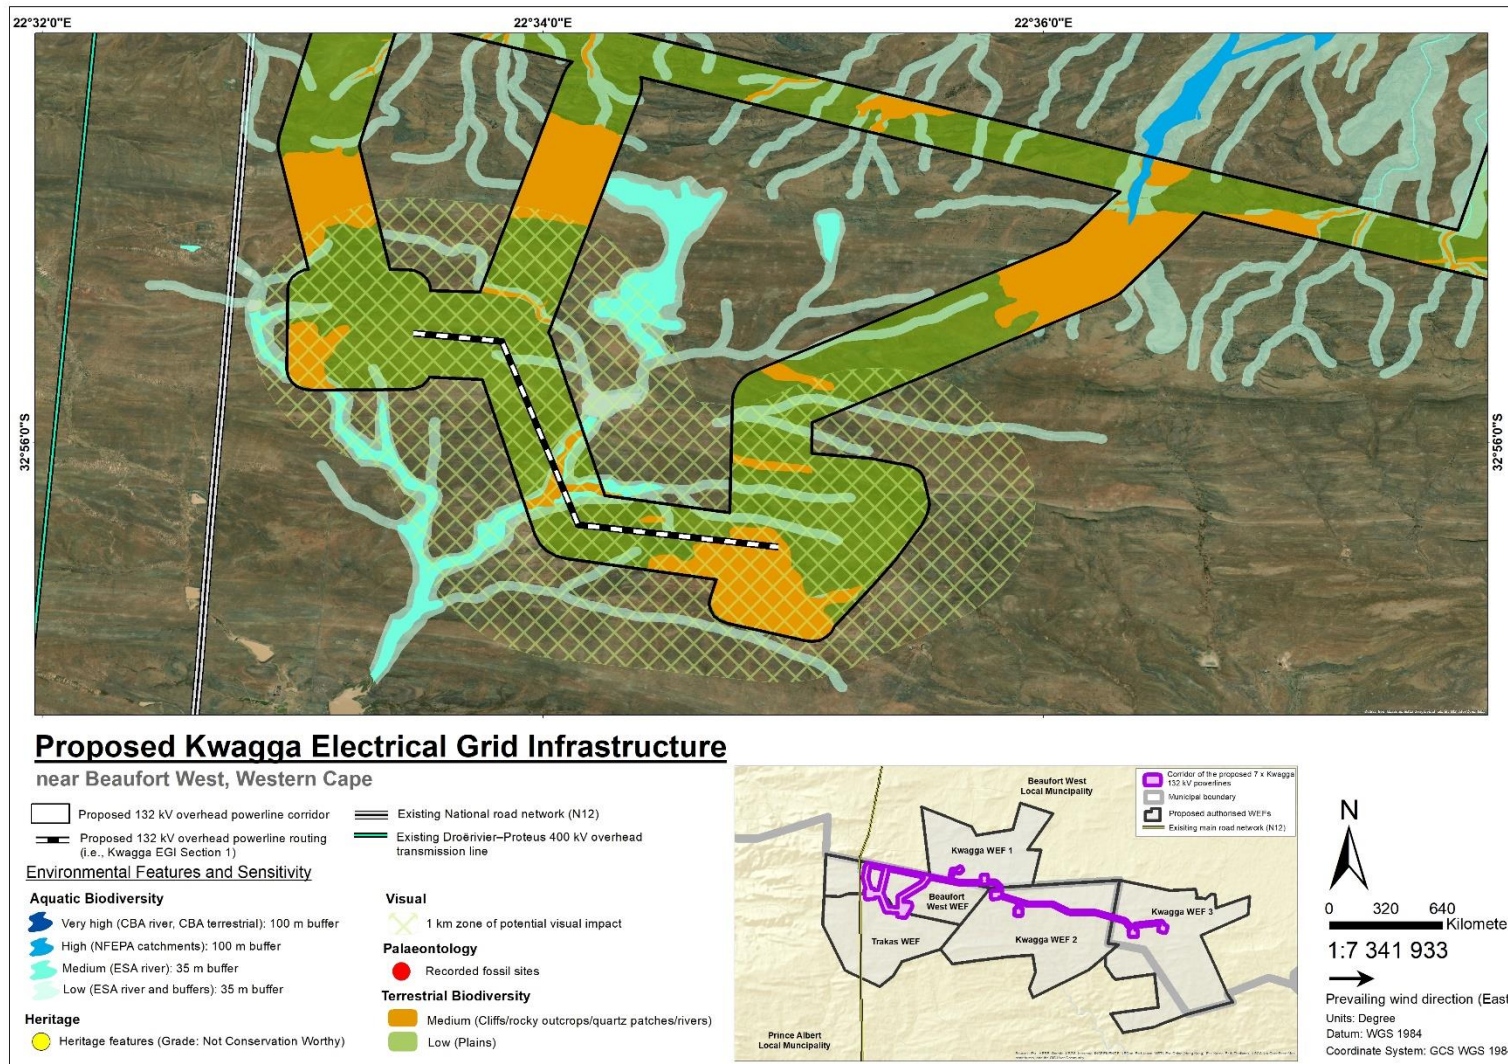 22°32'0"E
22°34'0"E
22°36'0"E
32°56'0"S
32°56'0"S
Proposed Kwagga Electrical Grid Infrastructure
near Beaufort West, Western Cape
Proposed 132 kV overhead powerline corridor
Proposed 132 kV overhead powerline routing
(i.e., Kwagga EGI Section 1)
Existing National road network (N12)
Existing Droërivier–Proteus 400 kV overhead
transmission line
Environmental Features and Sensitivity
Aquatic Biodiversity
Very high (CBA river, CBA terrestrial): 100 m buffer
High (NFEPA catchments): 100 m buffer
Medium (ESA river): 35 m buffer
Low (ESA river and buffers): 35 m buffer
Heritage
Heritage features (Grade: Not Conservation Worthy)
Visual
1 km zone of potential visual impact
Palaeontology
Recorded fossil sites
Terrestrial Biodiversity
Medium (Cliffs/rocky outcrops/quartz patches/rivers)
Low (Plains)
Beaufort West
Local Muncipality
Corridor of the proposed 7 x Kwagga
132 kV powerlines
Municipal boundary
Proposed authorised WEFs
Exisiting main road network (N12)
Kwagga WEF 1
Beaufort
West WEF
Kwagga WEF 3
Trakas WEF
Kwagga WEF 2
Prince Albert
Local Municipality
N
0 320 640
Kilomete
1:7 341 933
Prevailing wind direction (East
Units: Degree
Datum: WGS 1984
Coordinate System: GCS WGS 198